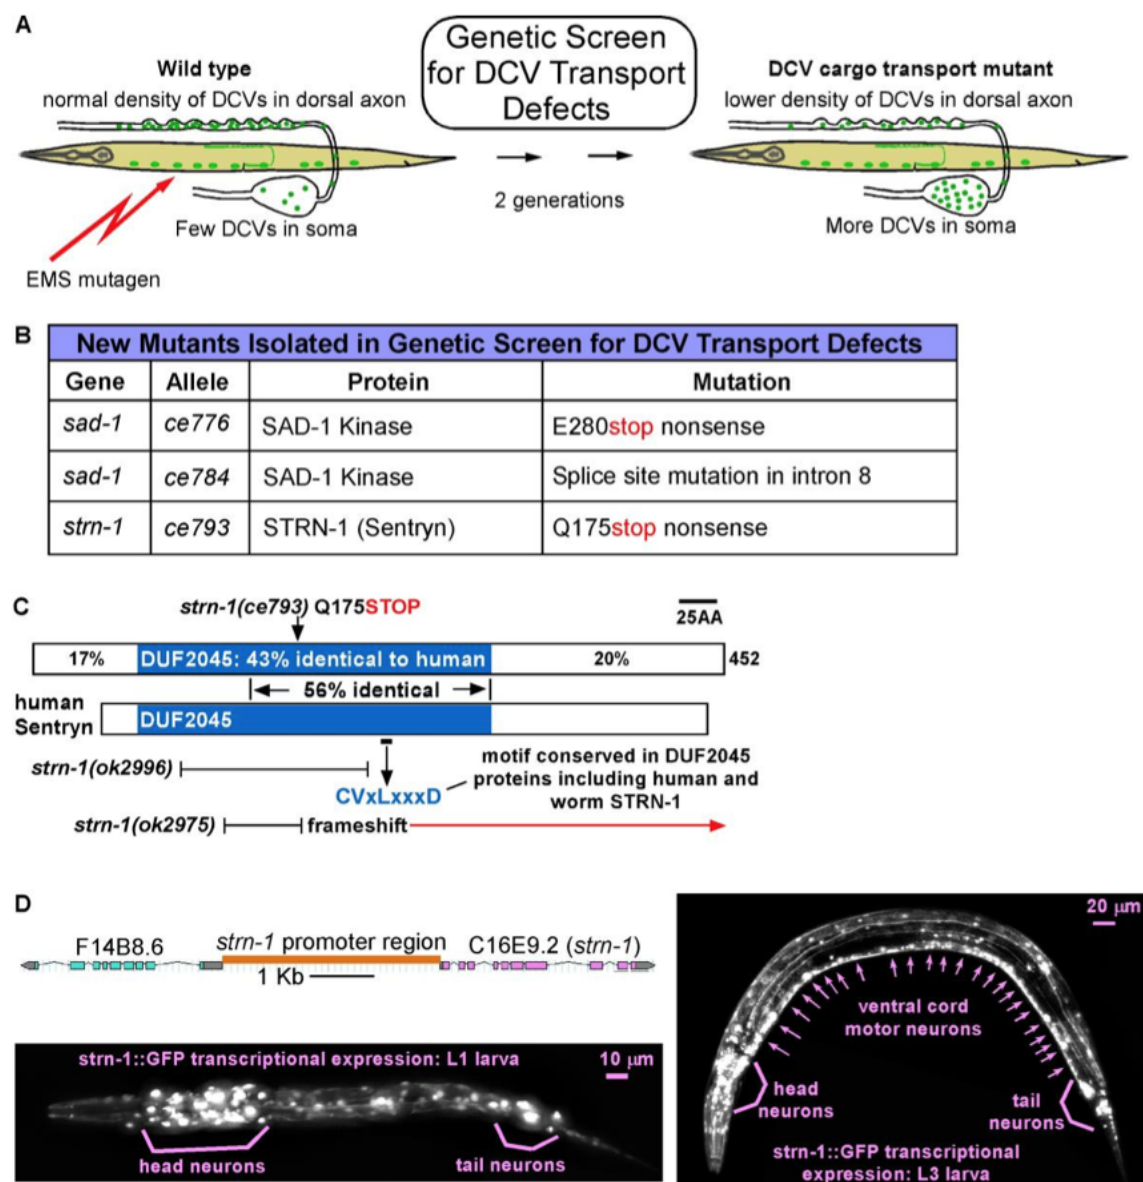 A
Genetic Screen
for DCV Transport
Defects
Wild type
normal density of DCVs in dorsal axon
DCV cargo transport mutant
lower density of DCVs in dorsal axon
2 generations
Few DCVs in soma
More DCVs in soma
EMS mutagen
B
New Mutants Isolated in Genetic Screen for DCV Transport Defects
Gene Allele Protein Mutation
sad-1 ce776 SAD-1 Kinase E280stop nonsense
sad-1 ce784 SAD-1 Kinase Splice site mutation in intron 8
strn-1 ce793 STRN-1 (Sentryn) Q175stop nonsense
C
strn-1(ce793) Q175STOP
25AA
17% DUF2045: 43% identical to human 20% 452
56% identical
human
Sentryn
DUF2045
strn-1(ok2996)
motif conserved in DUF2045
proteins including human and
worm STRN-1
CVxLxxxD
strn-1(ok2975) frameshift
D
F14B8.6 strn-1 promoter region C16E9.2 (strn-1)
1 Kb
strn-1::GFP transcriptional expression: L1 larva
10 µm
head neurons
tail neurons
20 µm
ventral cord
motor neurons
head
neurons
tail
neurons
strn-1::GFP transcriptional
expression: L3 larva